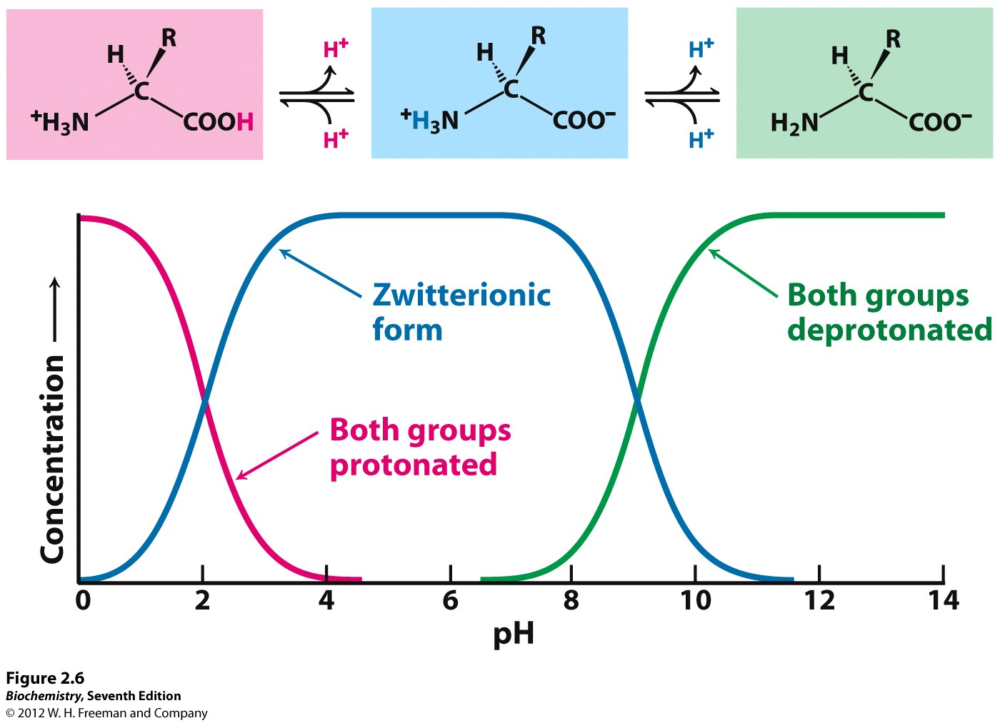 H R
C
⁺H₃N COOH
H⁺
H⁺
H R
C
⁺H₃N COO⁻
H⁺
H⁺
H R
C
H₂N COO⁻
Concentration →
Zwitterionic
form
Both groups
deprotonated
Both groups
protonated
0 2 4 6 8 10 12 14
pH
Figure 2.6
Biochemistry, Seventh Edition
© 2012 W. H. Freeman and Company